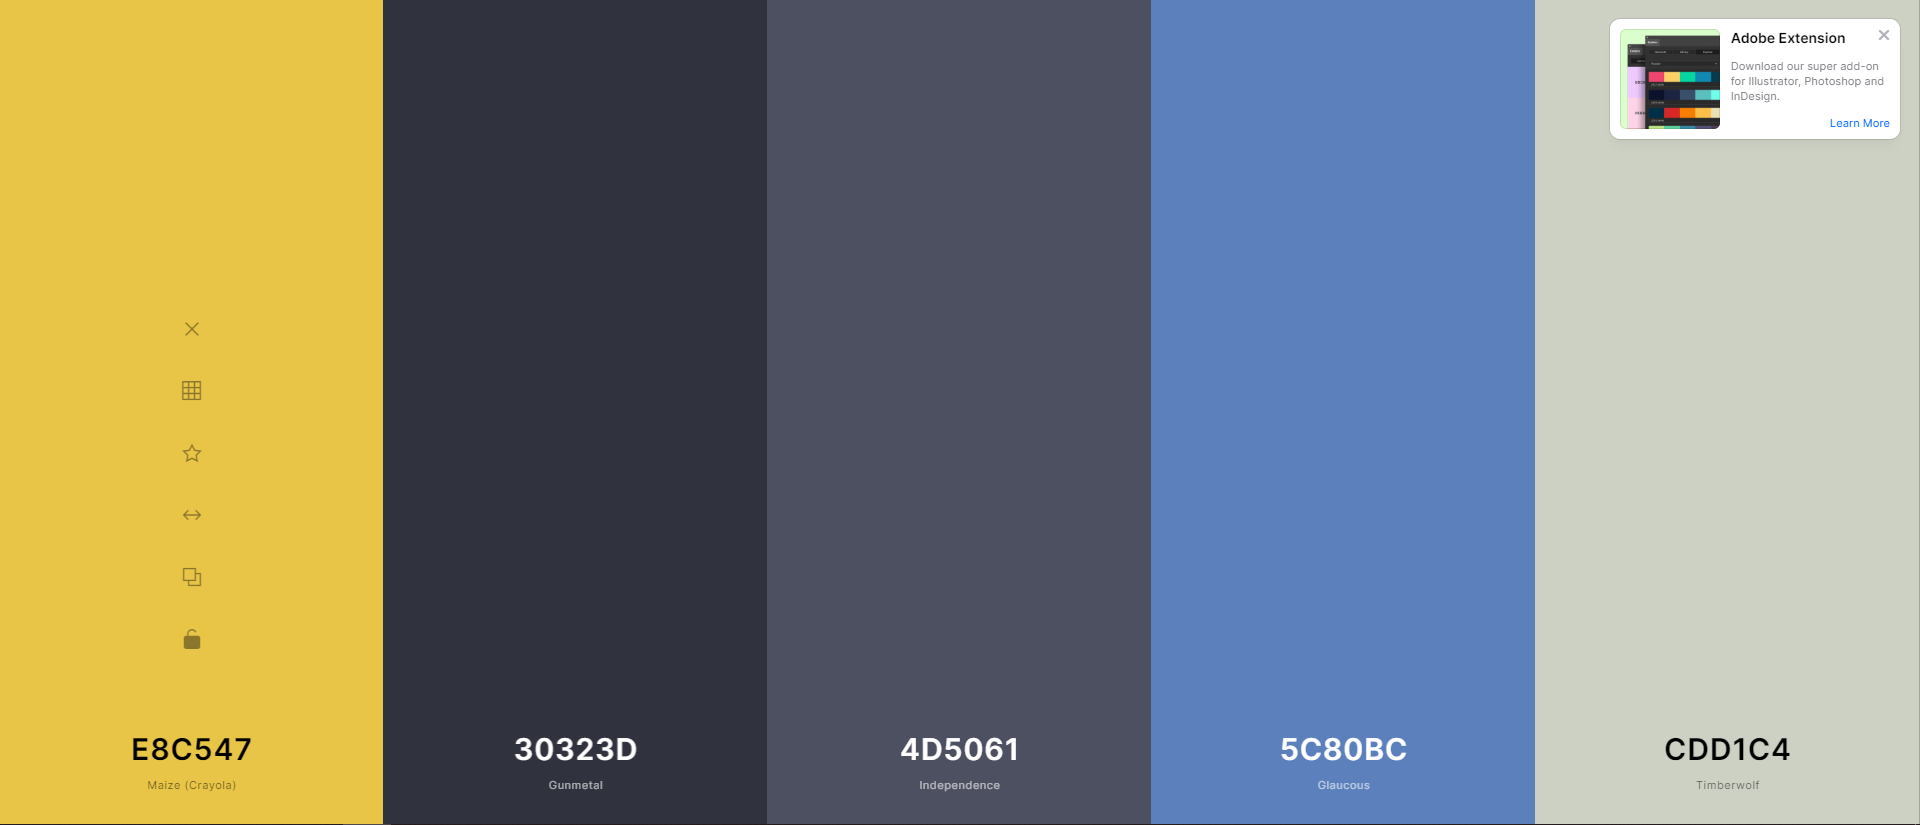 Adobe Extension
Download our super add-on
for Illustrator, Photoshop and
InDesign.
Learn More
E8C547
Maize (Crayola)
30323D
Gunmetal
4D5061
Independence
5C80BC
Glaucous
CDD1C4
Timberwolf